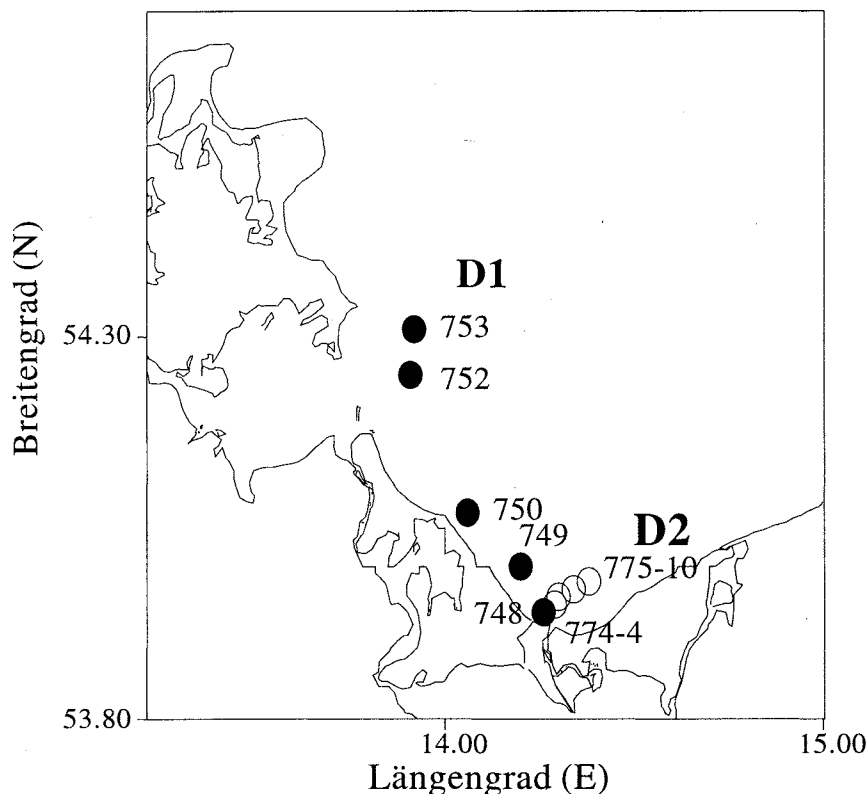 D1
753
54.30
752
Breitengrad (N)
750
D2
749
775-10
748
774-4
53.80
14.00
15.00
Längengrad (E)